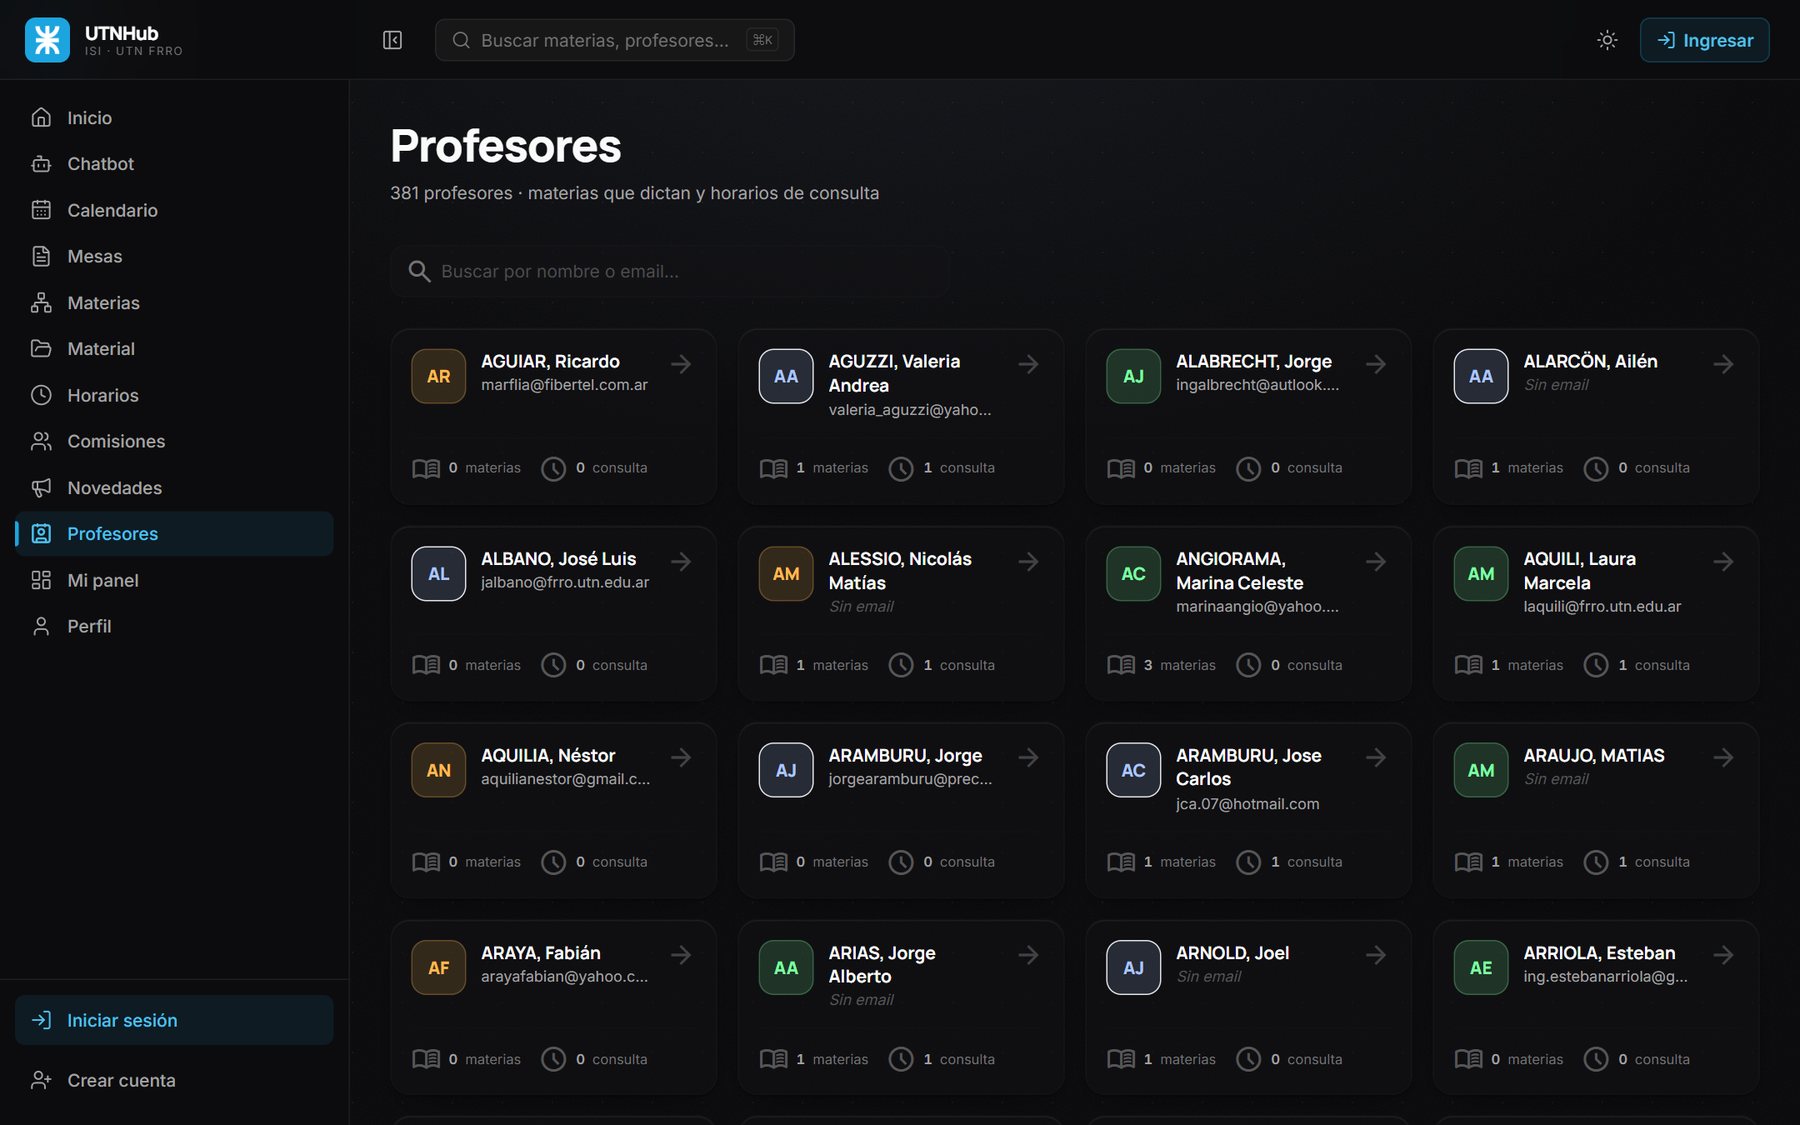 UTNHub
ISI · UTN FRRO
Buscar materias, profesores... ⌘K
Ingresar
Inicio
Chatbot
Calendario
Mesas
Materias
Material
Horarios
Comisiones
Novedades
Profesores
Mi panel
Perfil
Iniciar sesión
Crear cuenta
Profesores
381 profesores · materias que dictan y horarios de consulta
Buscar por nombre o email...
AR
AGUIAR, Ricardo
marflia@fibertel.com.ar
0 materias 0 consulta
AA
AGUZZI, Valeria
Andrea
valeria_aguzzi@yaho...
1 materias 1 consulta
AJ
ALABRECHT, Jorge
ingalbrecht@autlook....
0 materias 0 consulta
AA
ALARCÖN, Ailén
Sin email
1 materias 0 consulta
AL
ALBANO, José Luis
jalbano@frro.utn.edu.ar
0 materias 0 consulta
AM
ALESSIO, Nicolás
Matías
Sin email
1 materias 1 consulta
AC
ANGIORAMA,
Marina Celeste
marinaangio@yahoo....
3 materias 0 consulta
AM
AQUILI, Laura
Marcela
laquili@frro.utn.edu.ar
1 materias 1 consulta
AN
AQUILIA, Néstor
aquilianestor@gmail.c...
0 materias 0 consulta
AJ
ARAMBURU, Jorge
jorgearamburu@prec...
0 materias 0 consulta
AC
ARAMBURU, Jose
Carlos
jca.07@hotmail.com
1 materias 1 consulta
AM
ARAUJO, MATIAS
Sin email
1 materias 1 consulta
AF
ARAYA, Fabián
arayafabian@yahoo.c...
0 materias 0 consulta
AA
ARIAS, Jorge
Alberto
Sin email
1 materias 1 consulta
AJ
ARNOLD, Joel
Sin email
1 materias 0 consulta
AE
ARRIOLA, Esteban
ing.estebanarriola@g...
0 materias 0 consulta